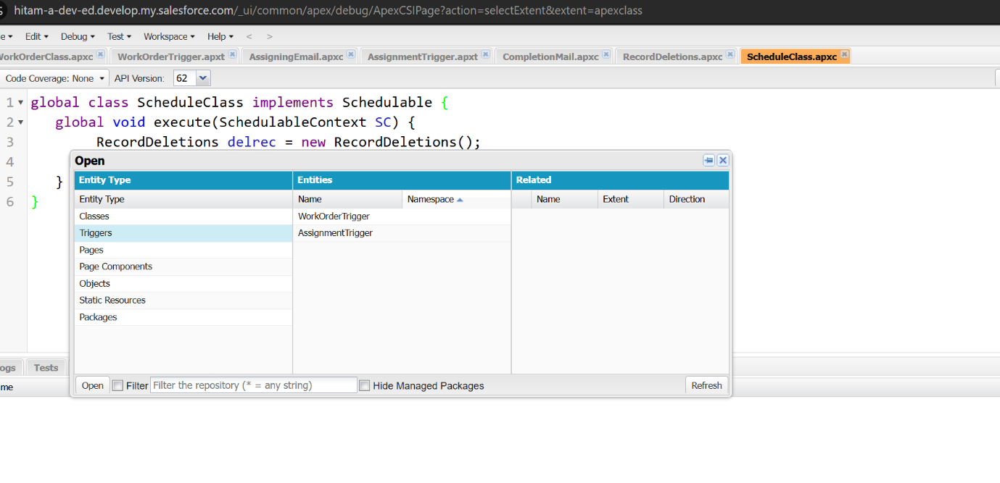 hitam-a-dev-ed.develop.my.salesforce.com/_ui/common/apex/debug/ApexCSIPage?action=selectExtent&extent=apexclass
e Edit Debug Test Workspace Help < >
WorkOrderClass.apxc WorkOrderTrigger.apxt AssigningEmail.apxc AssignmentTrigger.apxt CompletionMail.apxc RecordDeletions.apxc ScheduleClass.apxc
Code Coverage: None API Version: 62
1 global class ScheduleClass implements Schedulable {
2 global void execute(SchedulableContext SC) {
3 RecordDeletions delrec = new RecordDeletions();
4
5 }
6 }
Open
Entity Type Entities Related
Entity Type Name Namespace Name Extent Direction
Classes WorkOrderTrigger
Triggers AssignmentTrigger
Pages
Page Components
Objects
Static Resources
Packages
ogs Tests
Open Filter Filter the repository (* = any string) Hide Managed Packages Refresh
me